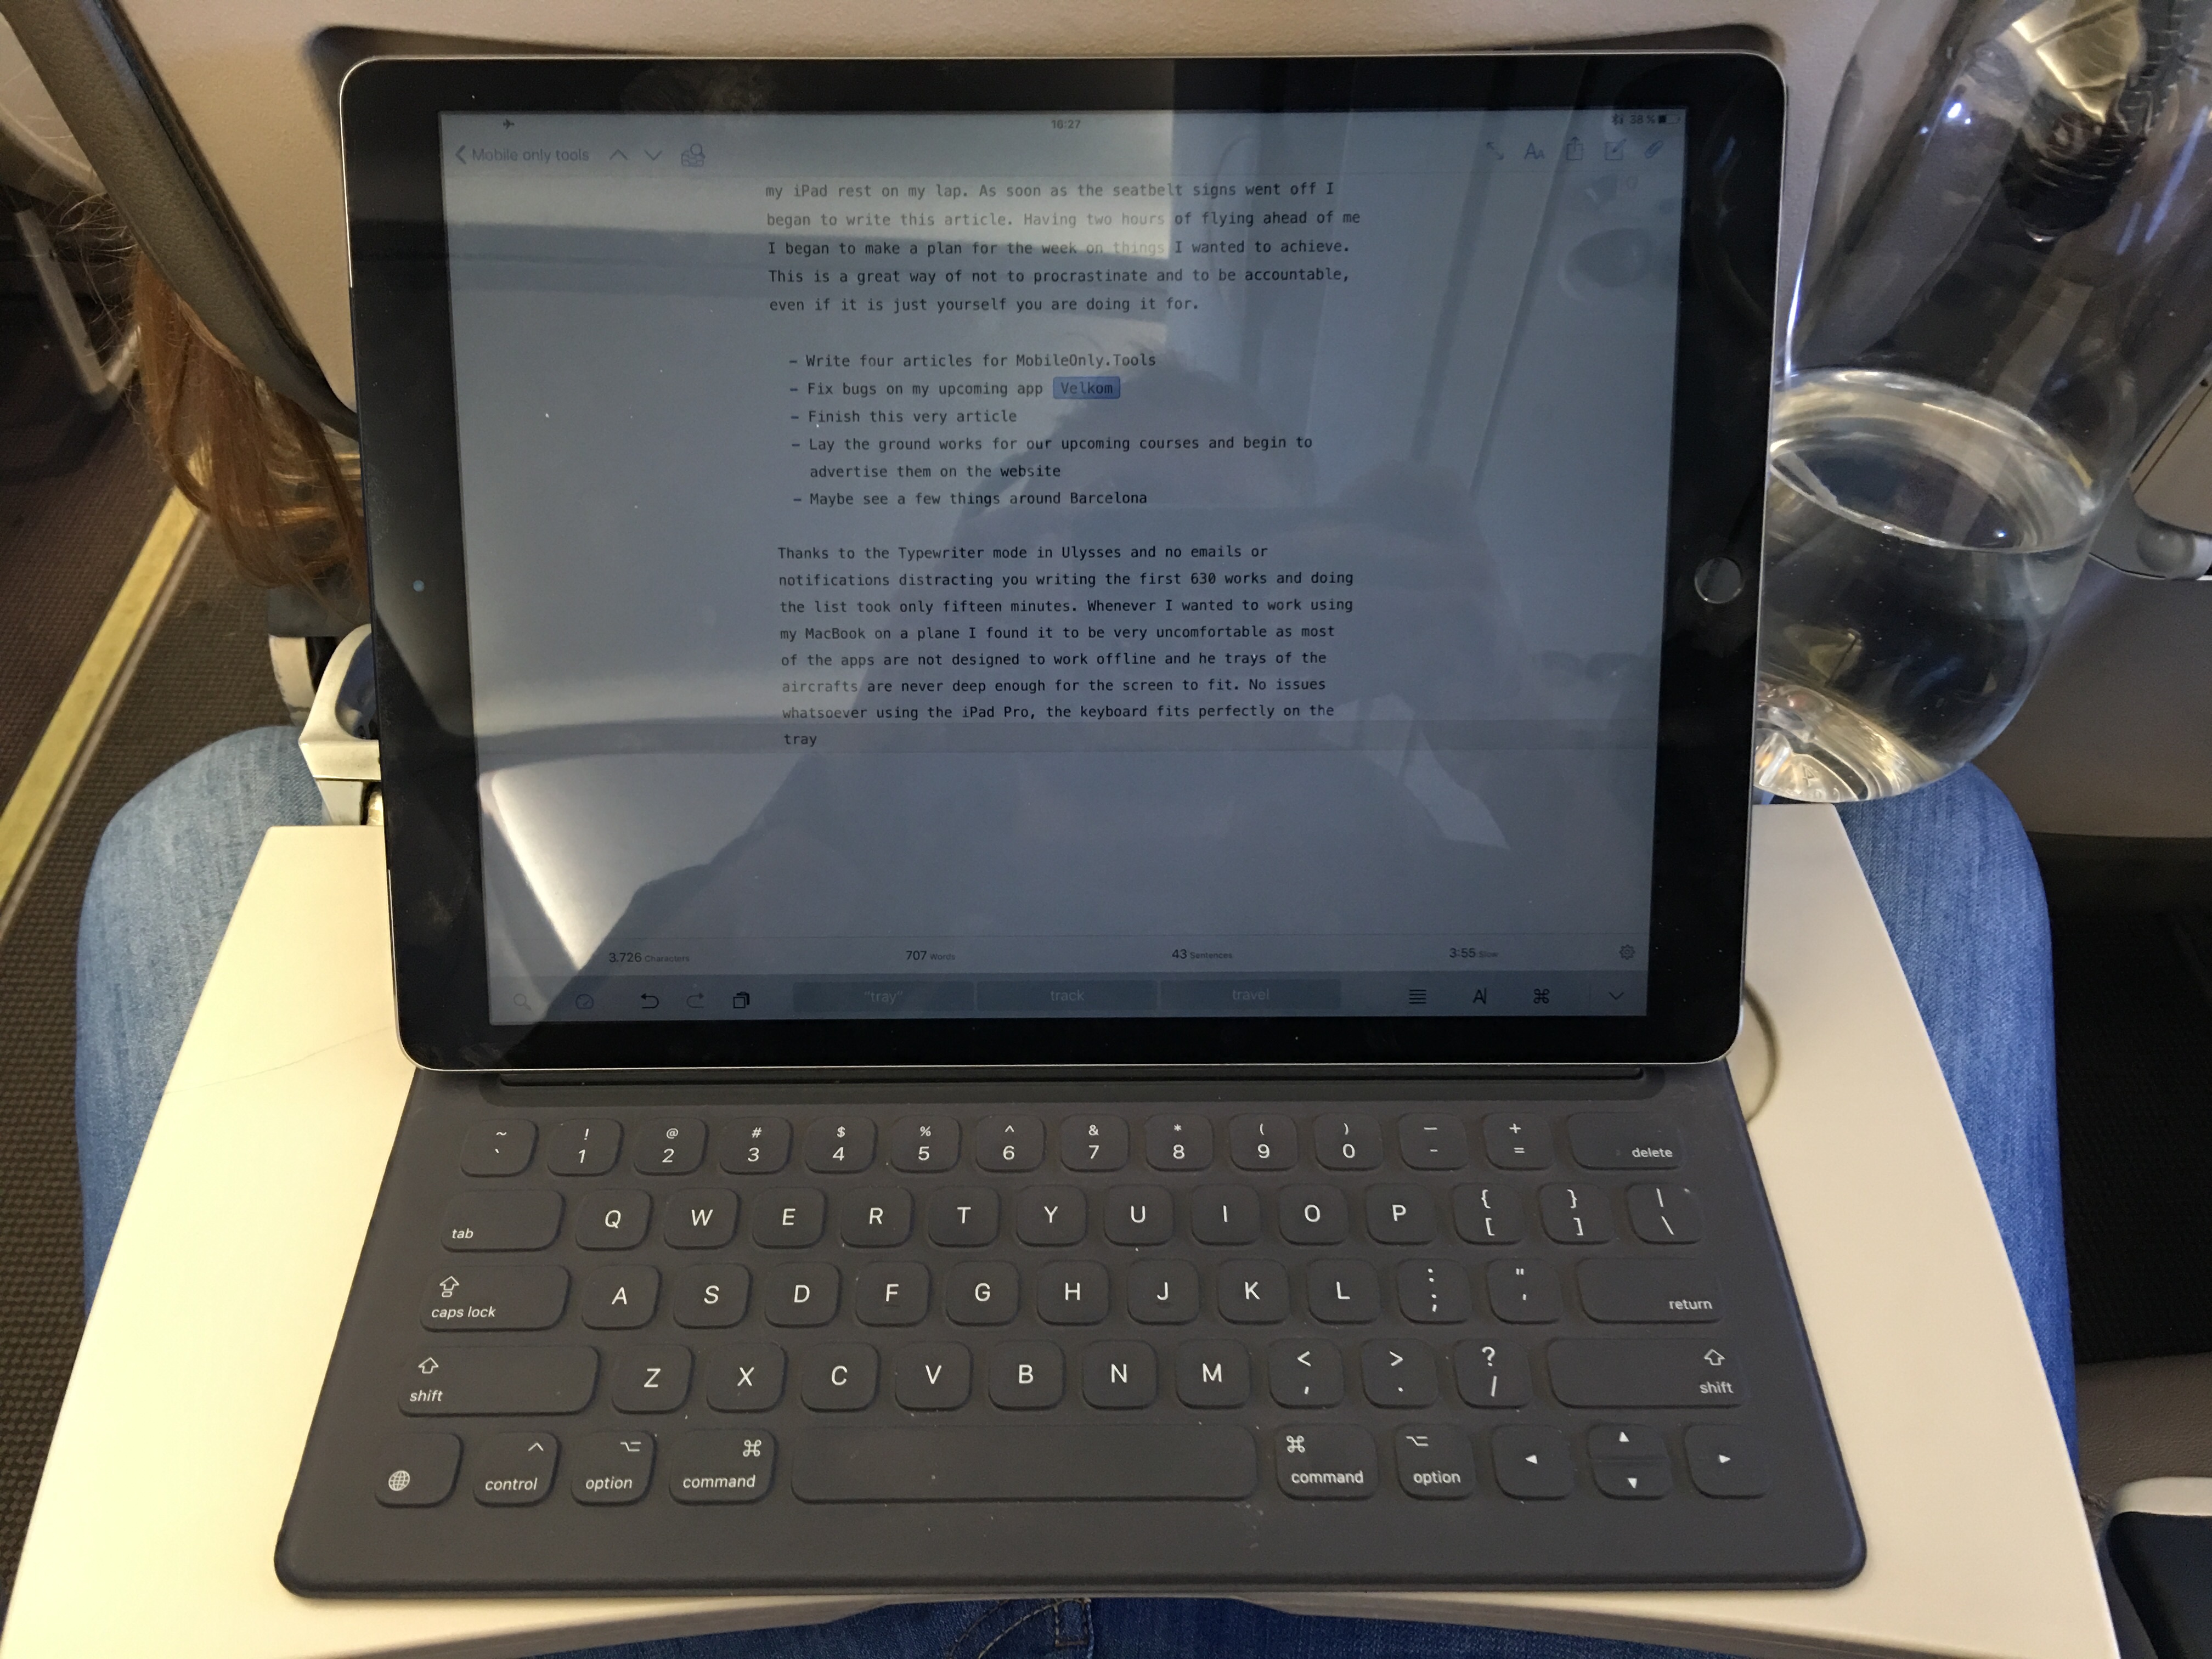 16:27
38 %
Mobile only tools
AA
my iPad rest on my lap. As soon as the seatbelt signs went off I
began to write this article. Having two hours of flying ahead of me
I began to make a plan for the week on things I wanted to achieve.
This is a great way of not to procrastinate and to be accountable,
even if it is just yourself you are doing it for.
– Write four articles for MobileOnly.Tools
– Fix bugs on my upcoming app Velkom
– Finish this very article
– Lay the ground works for our upcoming courses and begin to
advertise them on the website
– Maybe see a few things around Barcelona
Thanks to the Typewriter mode in Ulysses and no emails or
notifications distracting you writing the first 630 works and doing
the list took only fifteen minutes. Whenever I wanted to work using
my MacBook on a plane I found it to be very uncomfortable as most
of the apps are not designed to work offline and he trays of the
aircrafts are never deep enough for the screen to fit. No issues
whatsoever using the iPad Pro, the keyboard fits perfectly on the
tray
3.726 Characters 707 Words 43 Sentences 3:55 Slow
"tray" track travel A ⌘
~ ! @ # $ % ^ & * ( ) — +
` 1 2 3 4 5 6 7 8 9 0 - = delete
tab Q W E R T Y U I O P { [ } ] | \
caps lock A S D F G H J K L : ; " ' return
shift Z X C V B N M < , > . ? / shift
^ control ⌥ option ⌘ command ⌘ command ⌥ option ◄ ▲ ▼ ►